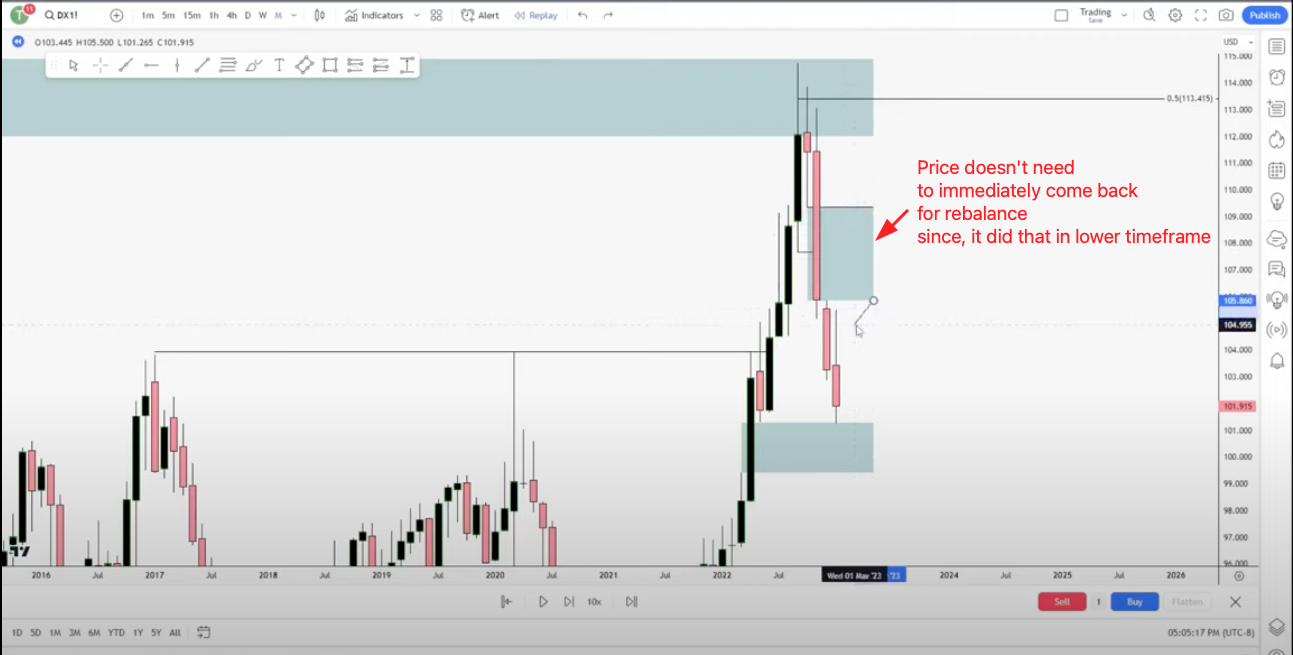 T 11 DX1! 1m 5m 15m 1h 4h D W M Indicators Alert Replay Trading Save Publish
O103.445 H105.500 L101.265 C101.915 USD
115.000
114.000
0.5(113.415)
113.000
112.000
111.000
110.000
109.000
108.000
107.000
105.860
104.955
104.000
103.000
101.915
101.000
100.000
99.000
98.000
97.000
96.000
Price doesn't need
to immediately come back
for rebalance
since, it did that in lower timeframe
2016 Jul 2017 Jul 2018 Jul 2019 Jul 2020 Jul 2021 Jul 2022 Jul Wed 01 Mar '23 '23 2024 Jul 2025 Jul 2026
10x Sell 1 Buy Flatten
1D 5D 1M 3M 6M YTD 1Y 5Y All 05:05:17 PM (UTC-8)